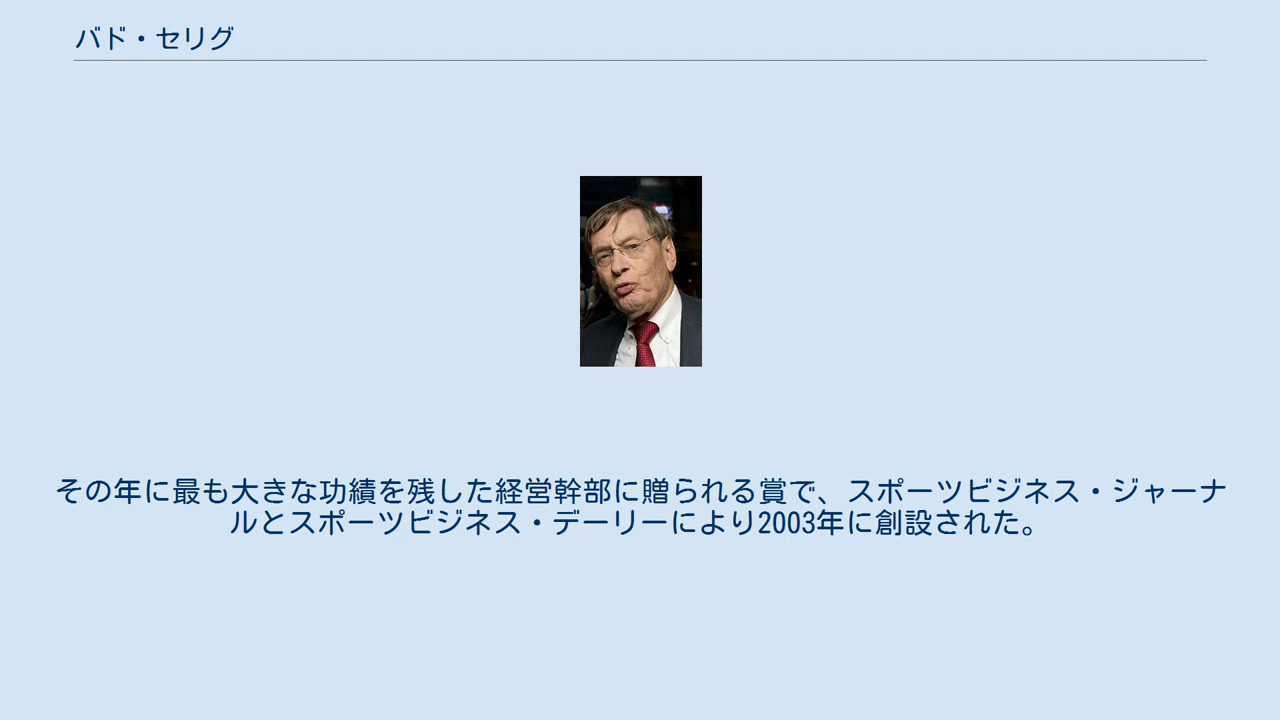 バド・セリグ
その年に最も大きな功績を残した経営幹部に贈られる賞で、スポーツビジネス・ジャーナ
ルとスポーツビジネス・デーリーにより2003年に創設された。